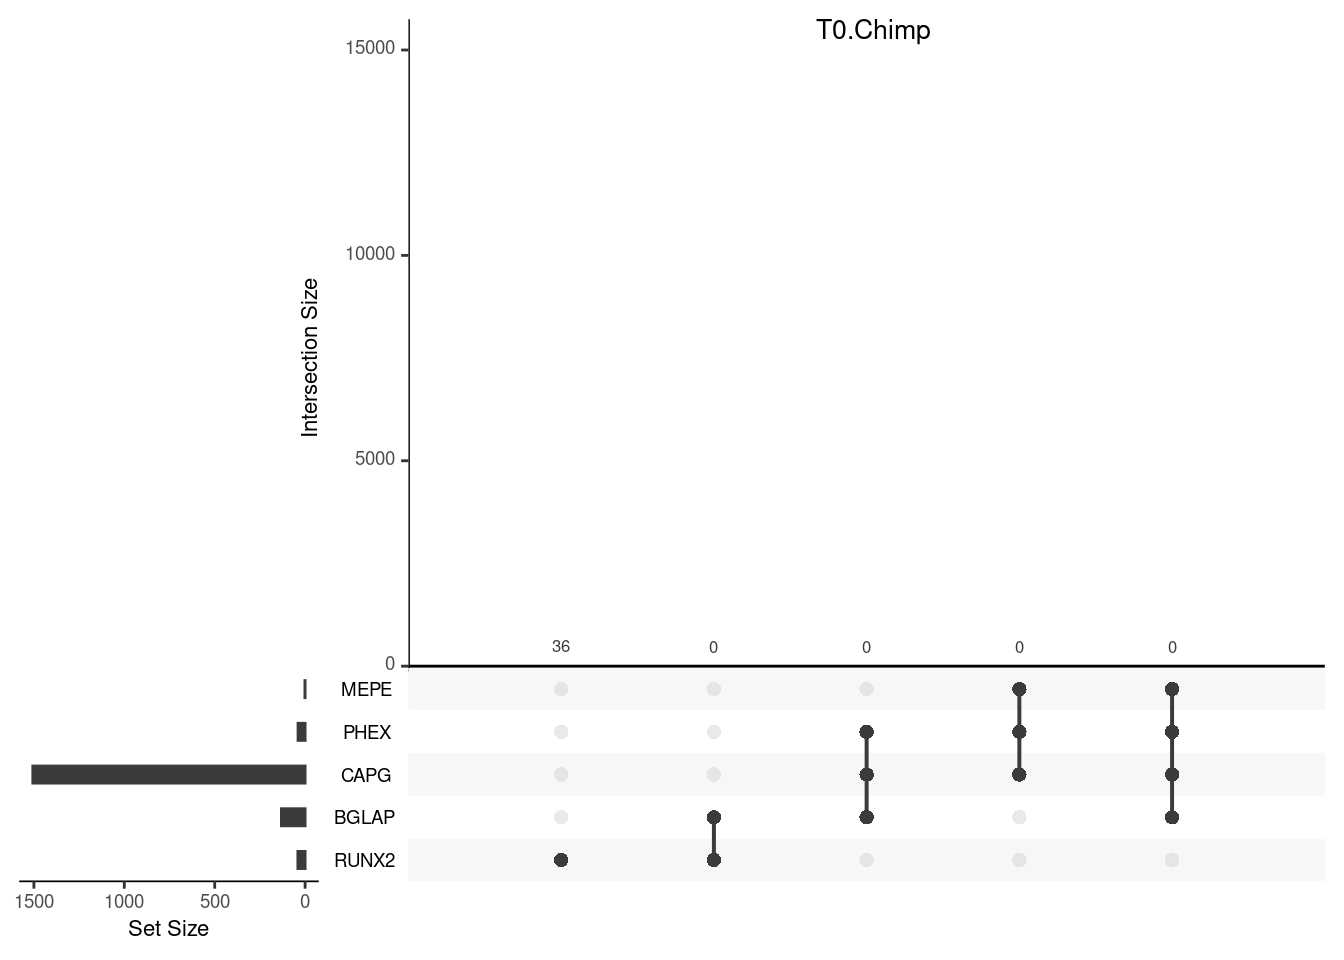 T0.Chimp
15000
10000
5000
0
Intersection Size
36 0 0 0 0
MEPE
PHEX
CAPG
BGLAP
RUNX2
1500 1000 500 0
Set Size